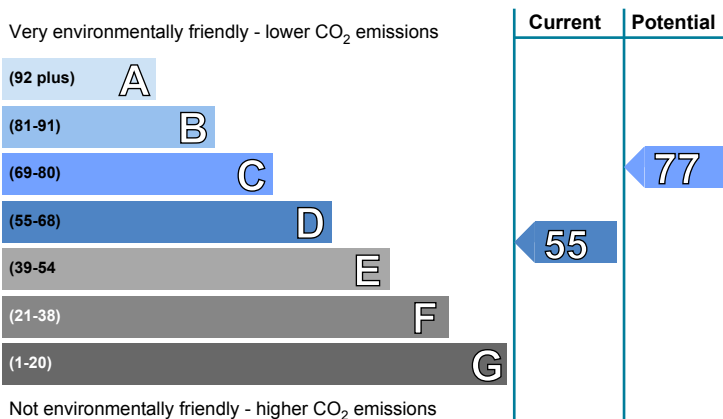 Current Potential
Very environmentally friendly - lower CO2 emissions
(92 plus) A
(81-91) B
(69-80) C
77
(55-68) D
55
(39-54 E
(21-38) F
(1-20) G
Not environmentally friendly - higher CO2 emissions